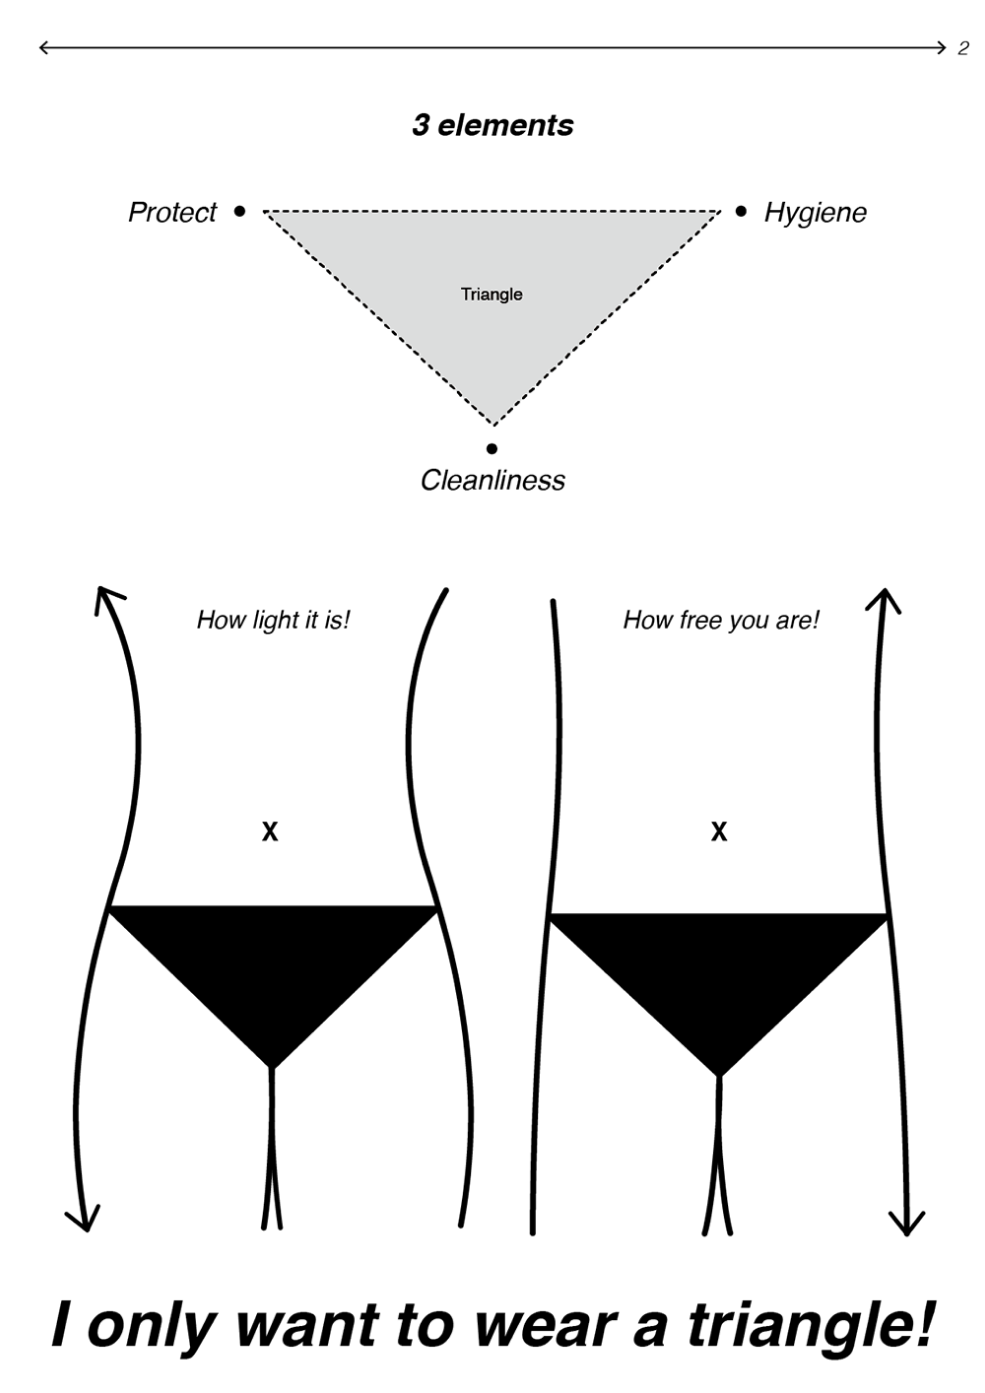 2
3 elements
Protect
Hygiene
Triangle
Cleanliness
How light it is!
How free you are!
x
x
I only want to wear a triangle!